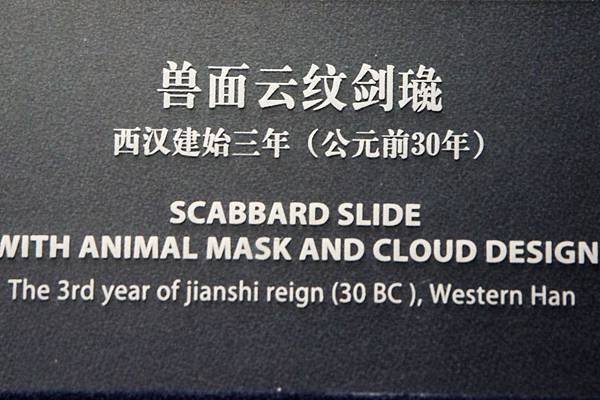 兽面云纹剑璏
西汉建始三年（公元前30年）
SCABBARD SLIDE
WITH ANIMAL MASK AND CLOUD DESIGN
The 3rd year of jianshi reign (30 BC ), Western Han